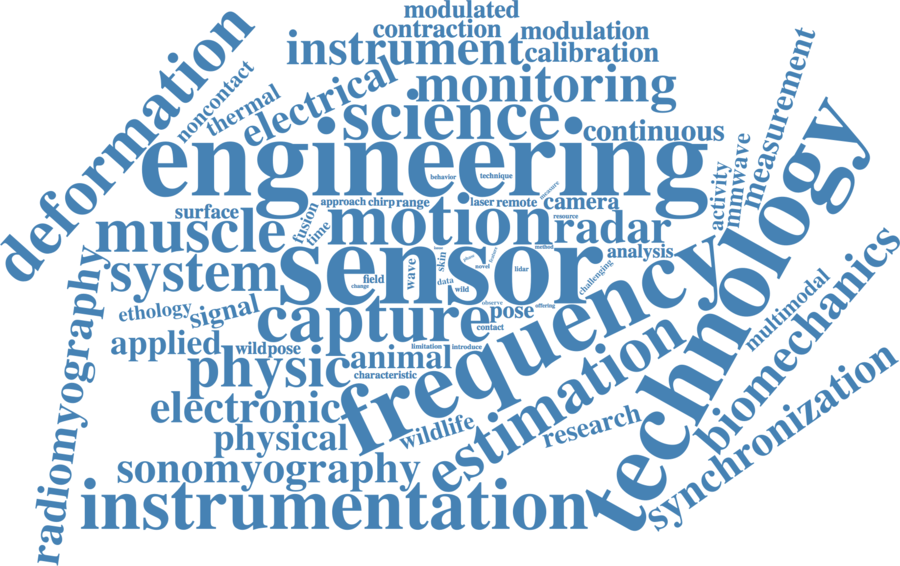 modulated
contraction
modulation
instrument
calibration
deformation
noncontact
thermal
electrical
monitoring
science
continuous
measurement
engineering
technology
behavior
technique
activity
mmwave
surface
fusion
time
approach
chirp
range
laser
remote
measure
camera
resource
muscle
motion
radar
analysis
system
sensor
frequency
field
change
wave
skin
data
wild
novel
lidar
method
challenging
observe
offering
ethology
signal
capture
pose
contact
multimodal
biomechanics
radiomyography
applied
wildpose
animal
limitation
introduce
characteristic
physic
electronic
estimation
physical
wildlife
research
synchronization
sonomyography
instrumentation